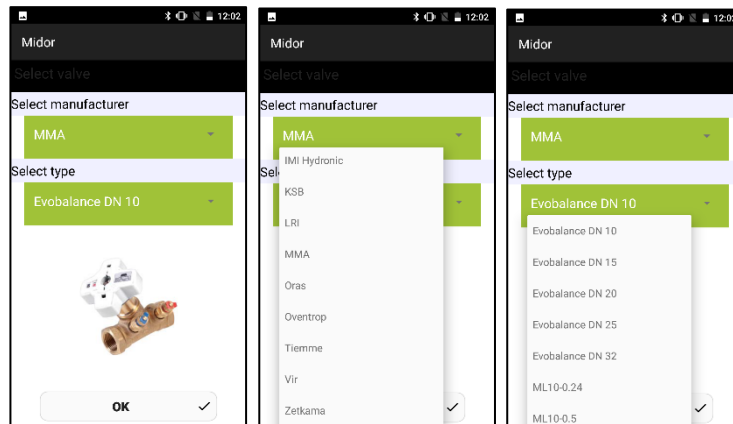 12:02
Midor
Select valve
Select manufacturer
MMA
Select type
Evobalance DN 10
OK
12:02
Midor
Select valve
Select manufacturer
MMA
Sel
IMI Hydronic
KSB
LRI
MMA
Oras
Oventrop
Tiemme
Vir
Zetkama
12:02
Midor
Select valve
Select manufacturer
MMA
Select type
Evobalance DN 10
Evobalance DN 10
Evobalance DN 15
Evobalance DN 20
Evobalance DN 25
Evobalance DN 32
ML10-0.24
ML10-0.5